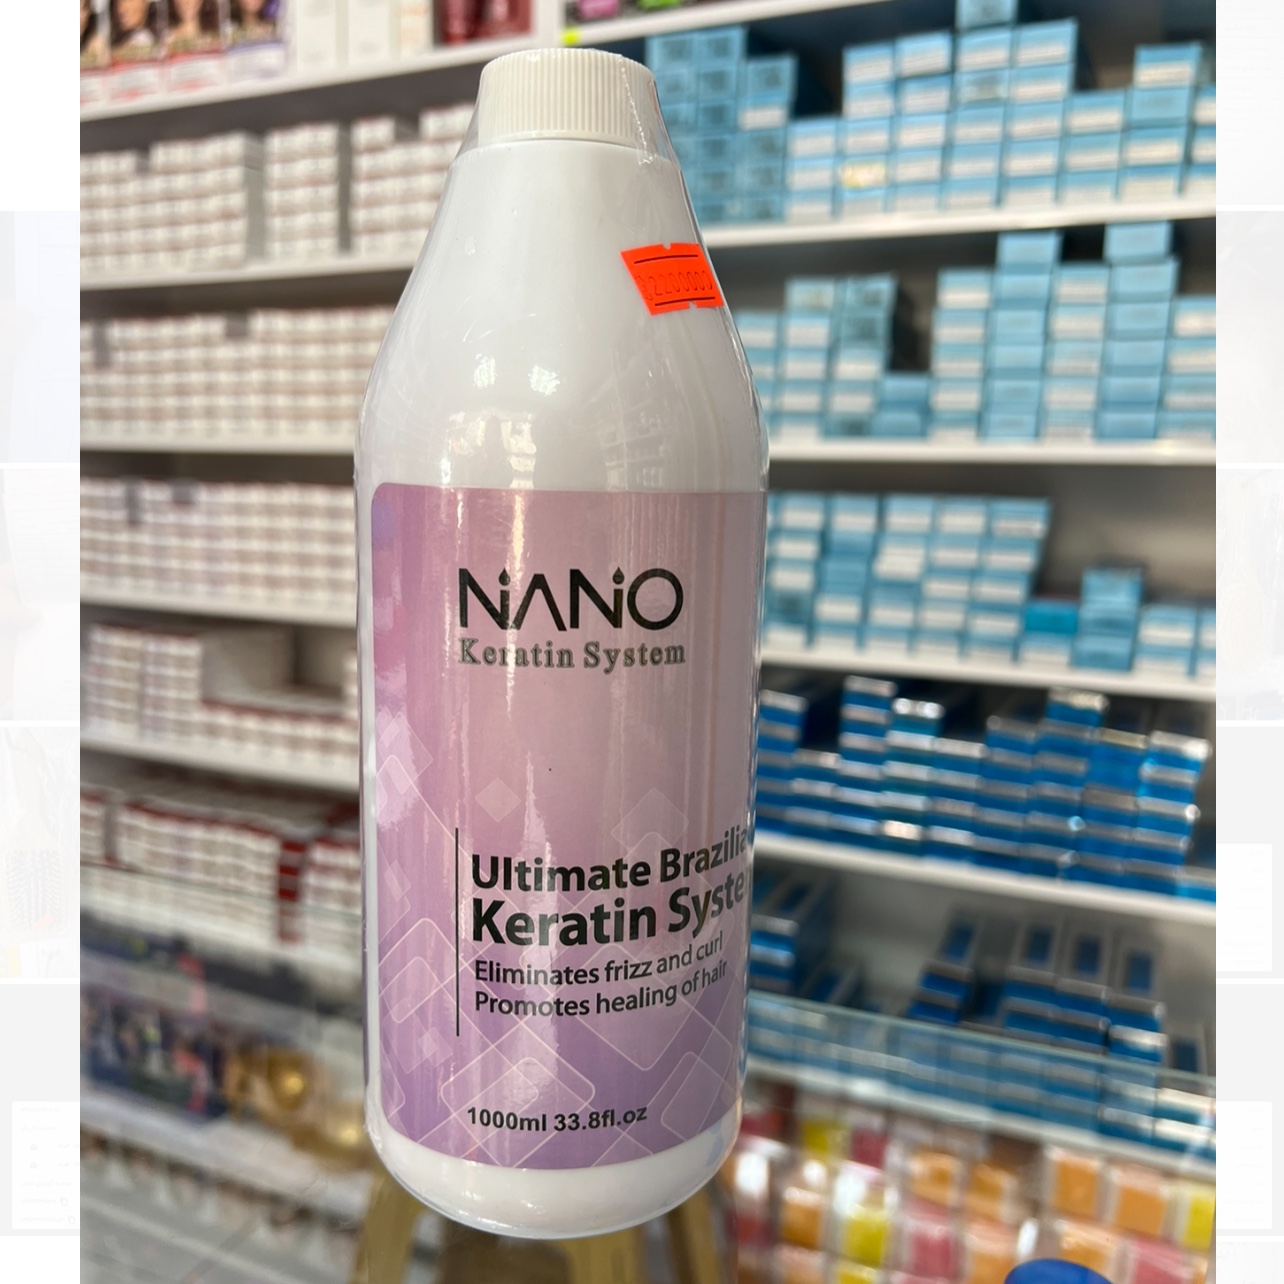 2200000
NANO
Keratin System
Ultimate Brazilia
Keratin Syste
Eliminates frizz and curl
Promotes healing of hair
1000ml 33.8fl.oz